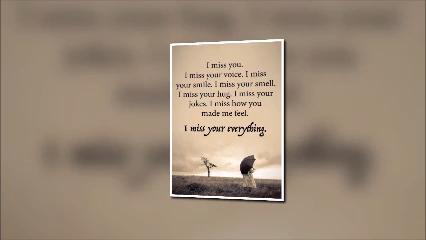 I miss you.
I miss your voice. I miss
your smile. I miss your smell.
I miss your hug. I miss your
jokes. I miss how you
made me feel.
I miss your everything.